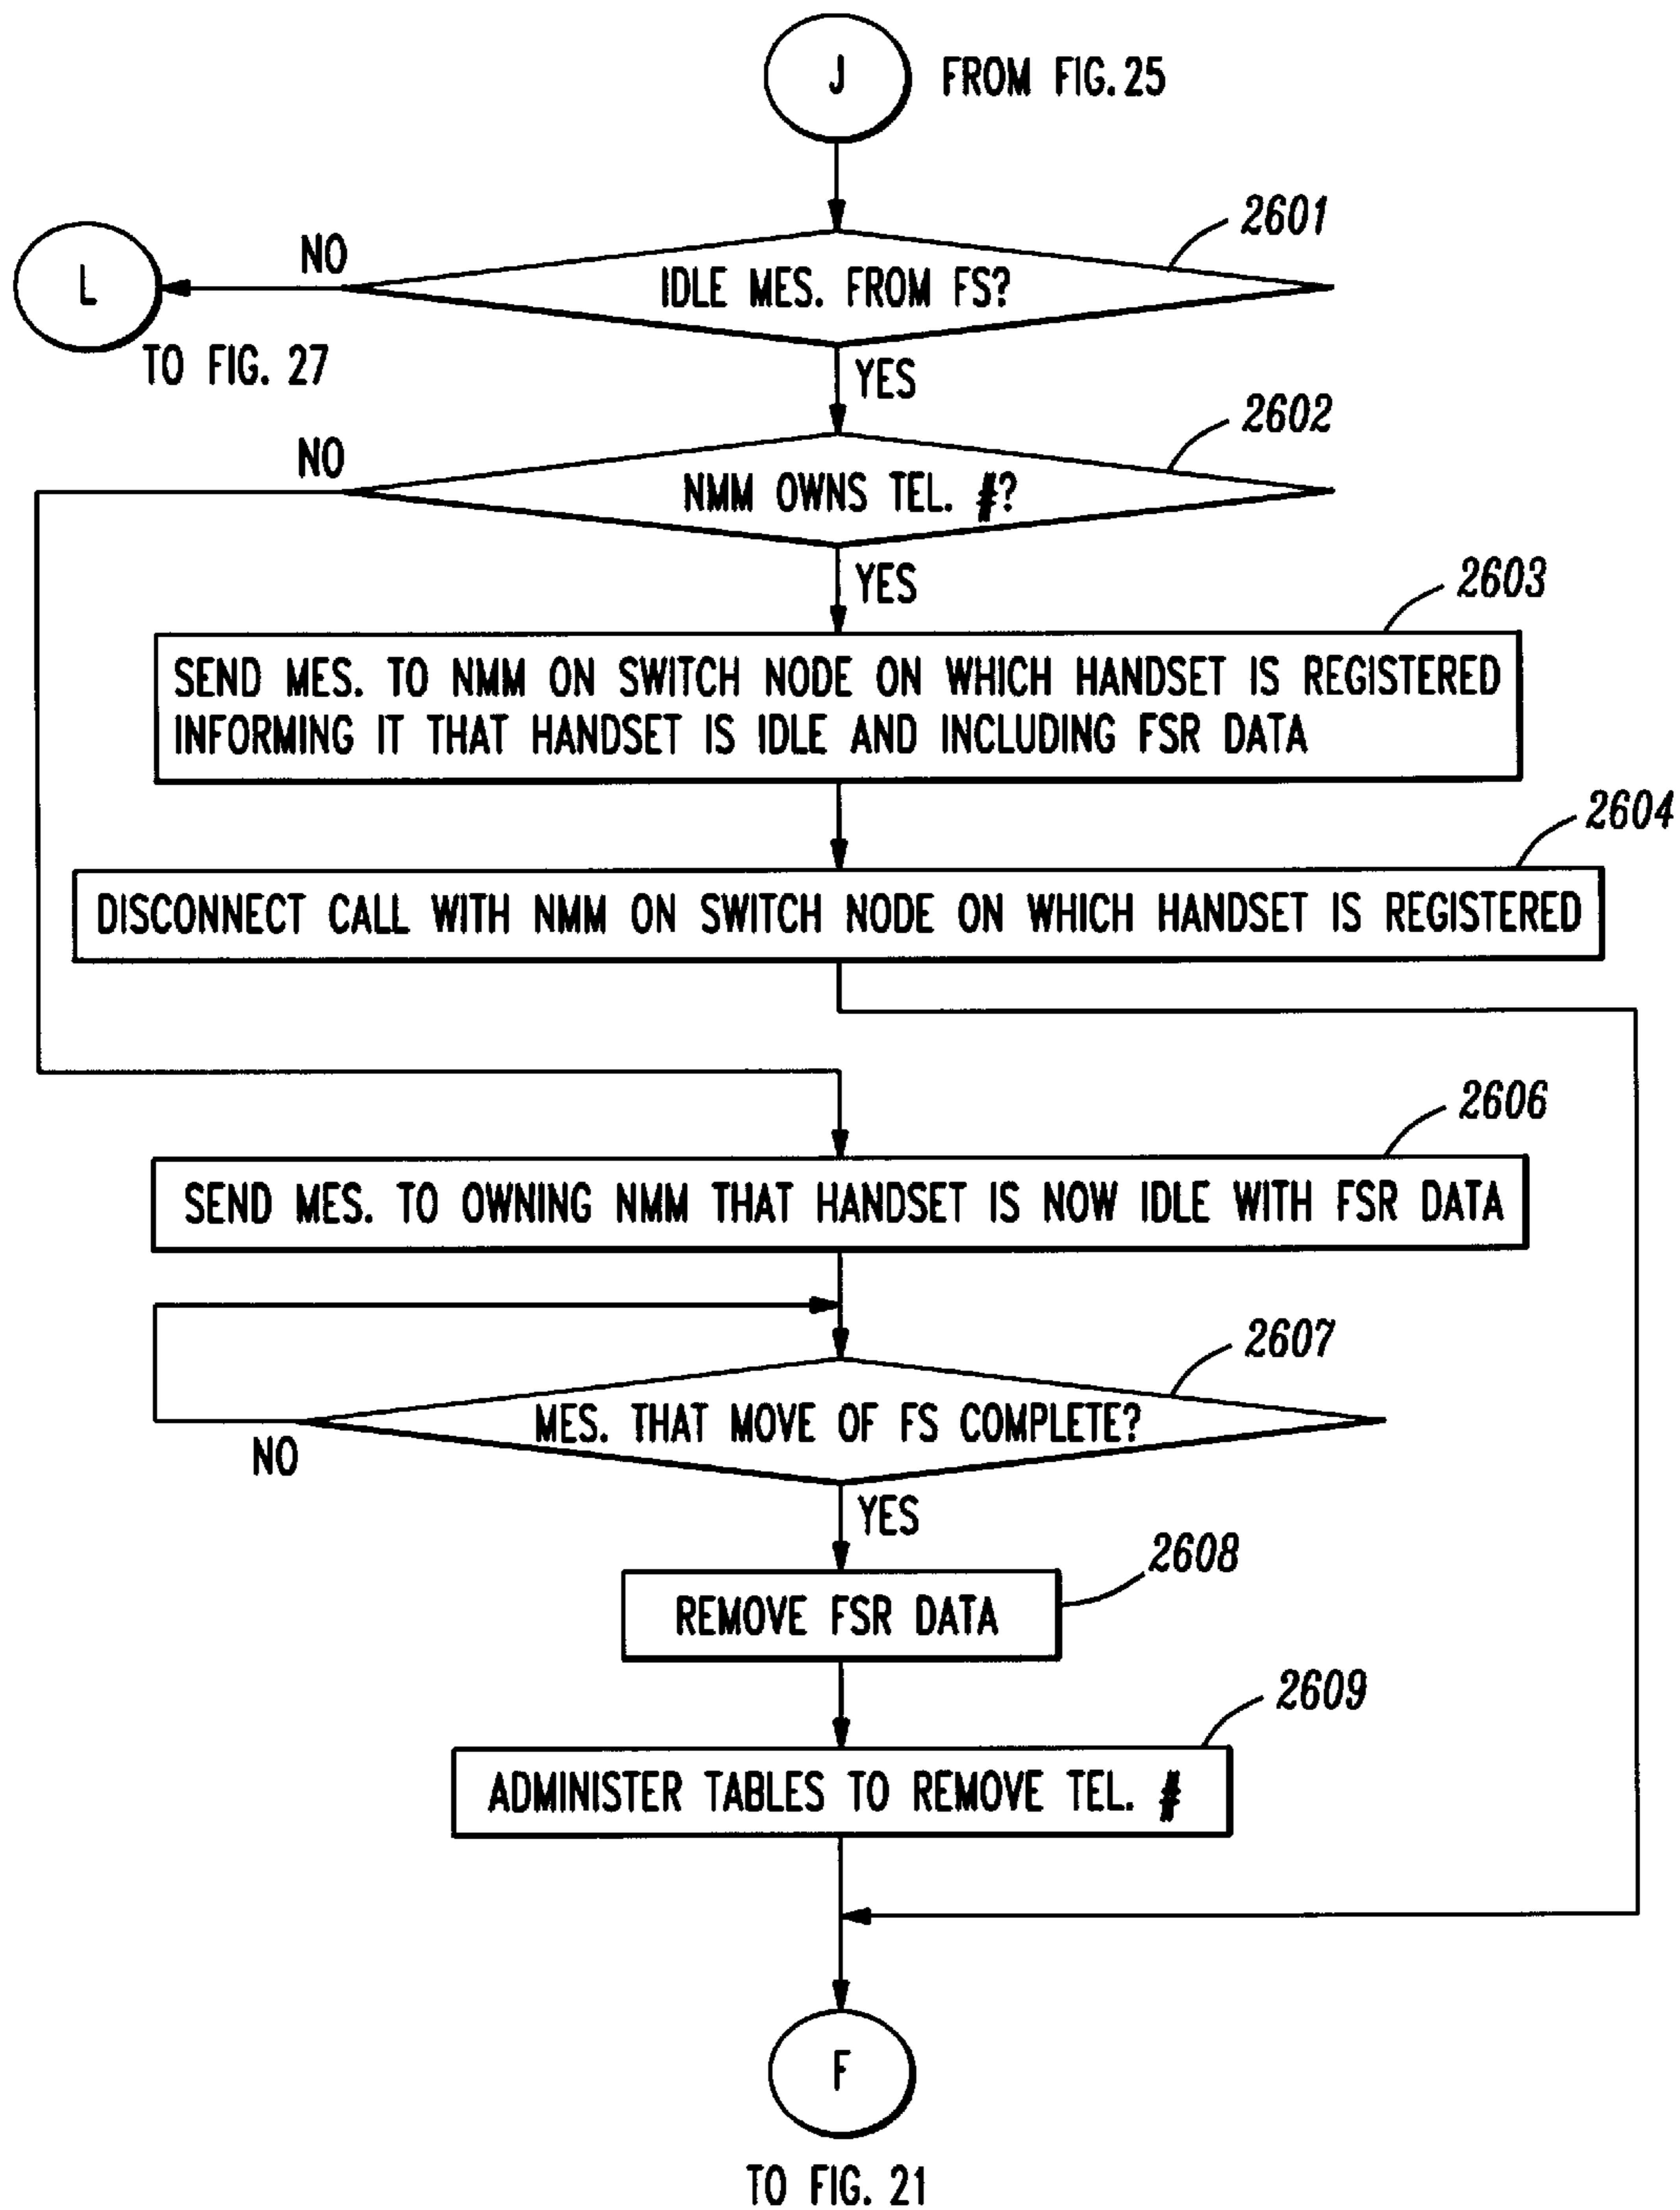 J FROM FIG. 25
2601
NO
L
IDLE MES. FROM FS?
TO FIG. 27
YES
2602
NO
NMM OWNS TEL. #?
YES
2603
SEND MES. TO NMM ON SWITCH NODE ON WHICH HANDSET IS REGISTERED
INFORMING IT THAT HANDSET IS IDLE AND INCLUDING FSR DATA
2604
DISCONNECT CALL WITH NMM ON SWITCH NODE ON WHICH HANDSET IS REGISTERED
2606
SEND MES. TO OWNING NMM THAT HANDSET IS NOW IDLE WITH FSR DATA
2607
MES. THAT MOVE OF FS COMPLETE?
NO
YES
2608
REMOVE FSR DATA
2609
ADMINISTER TABLES TO REMOVE TEL. #
F
TO FIG. 21